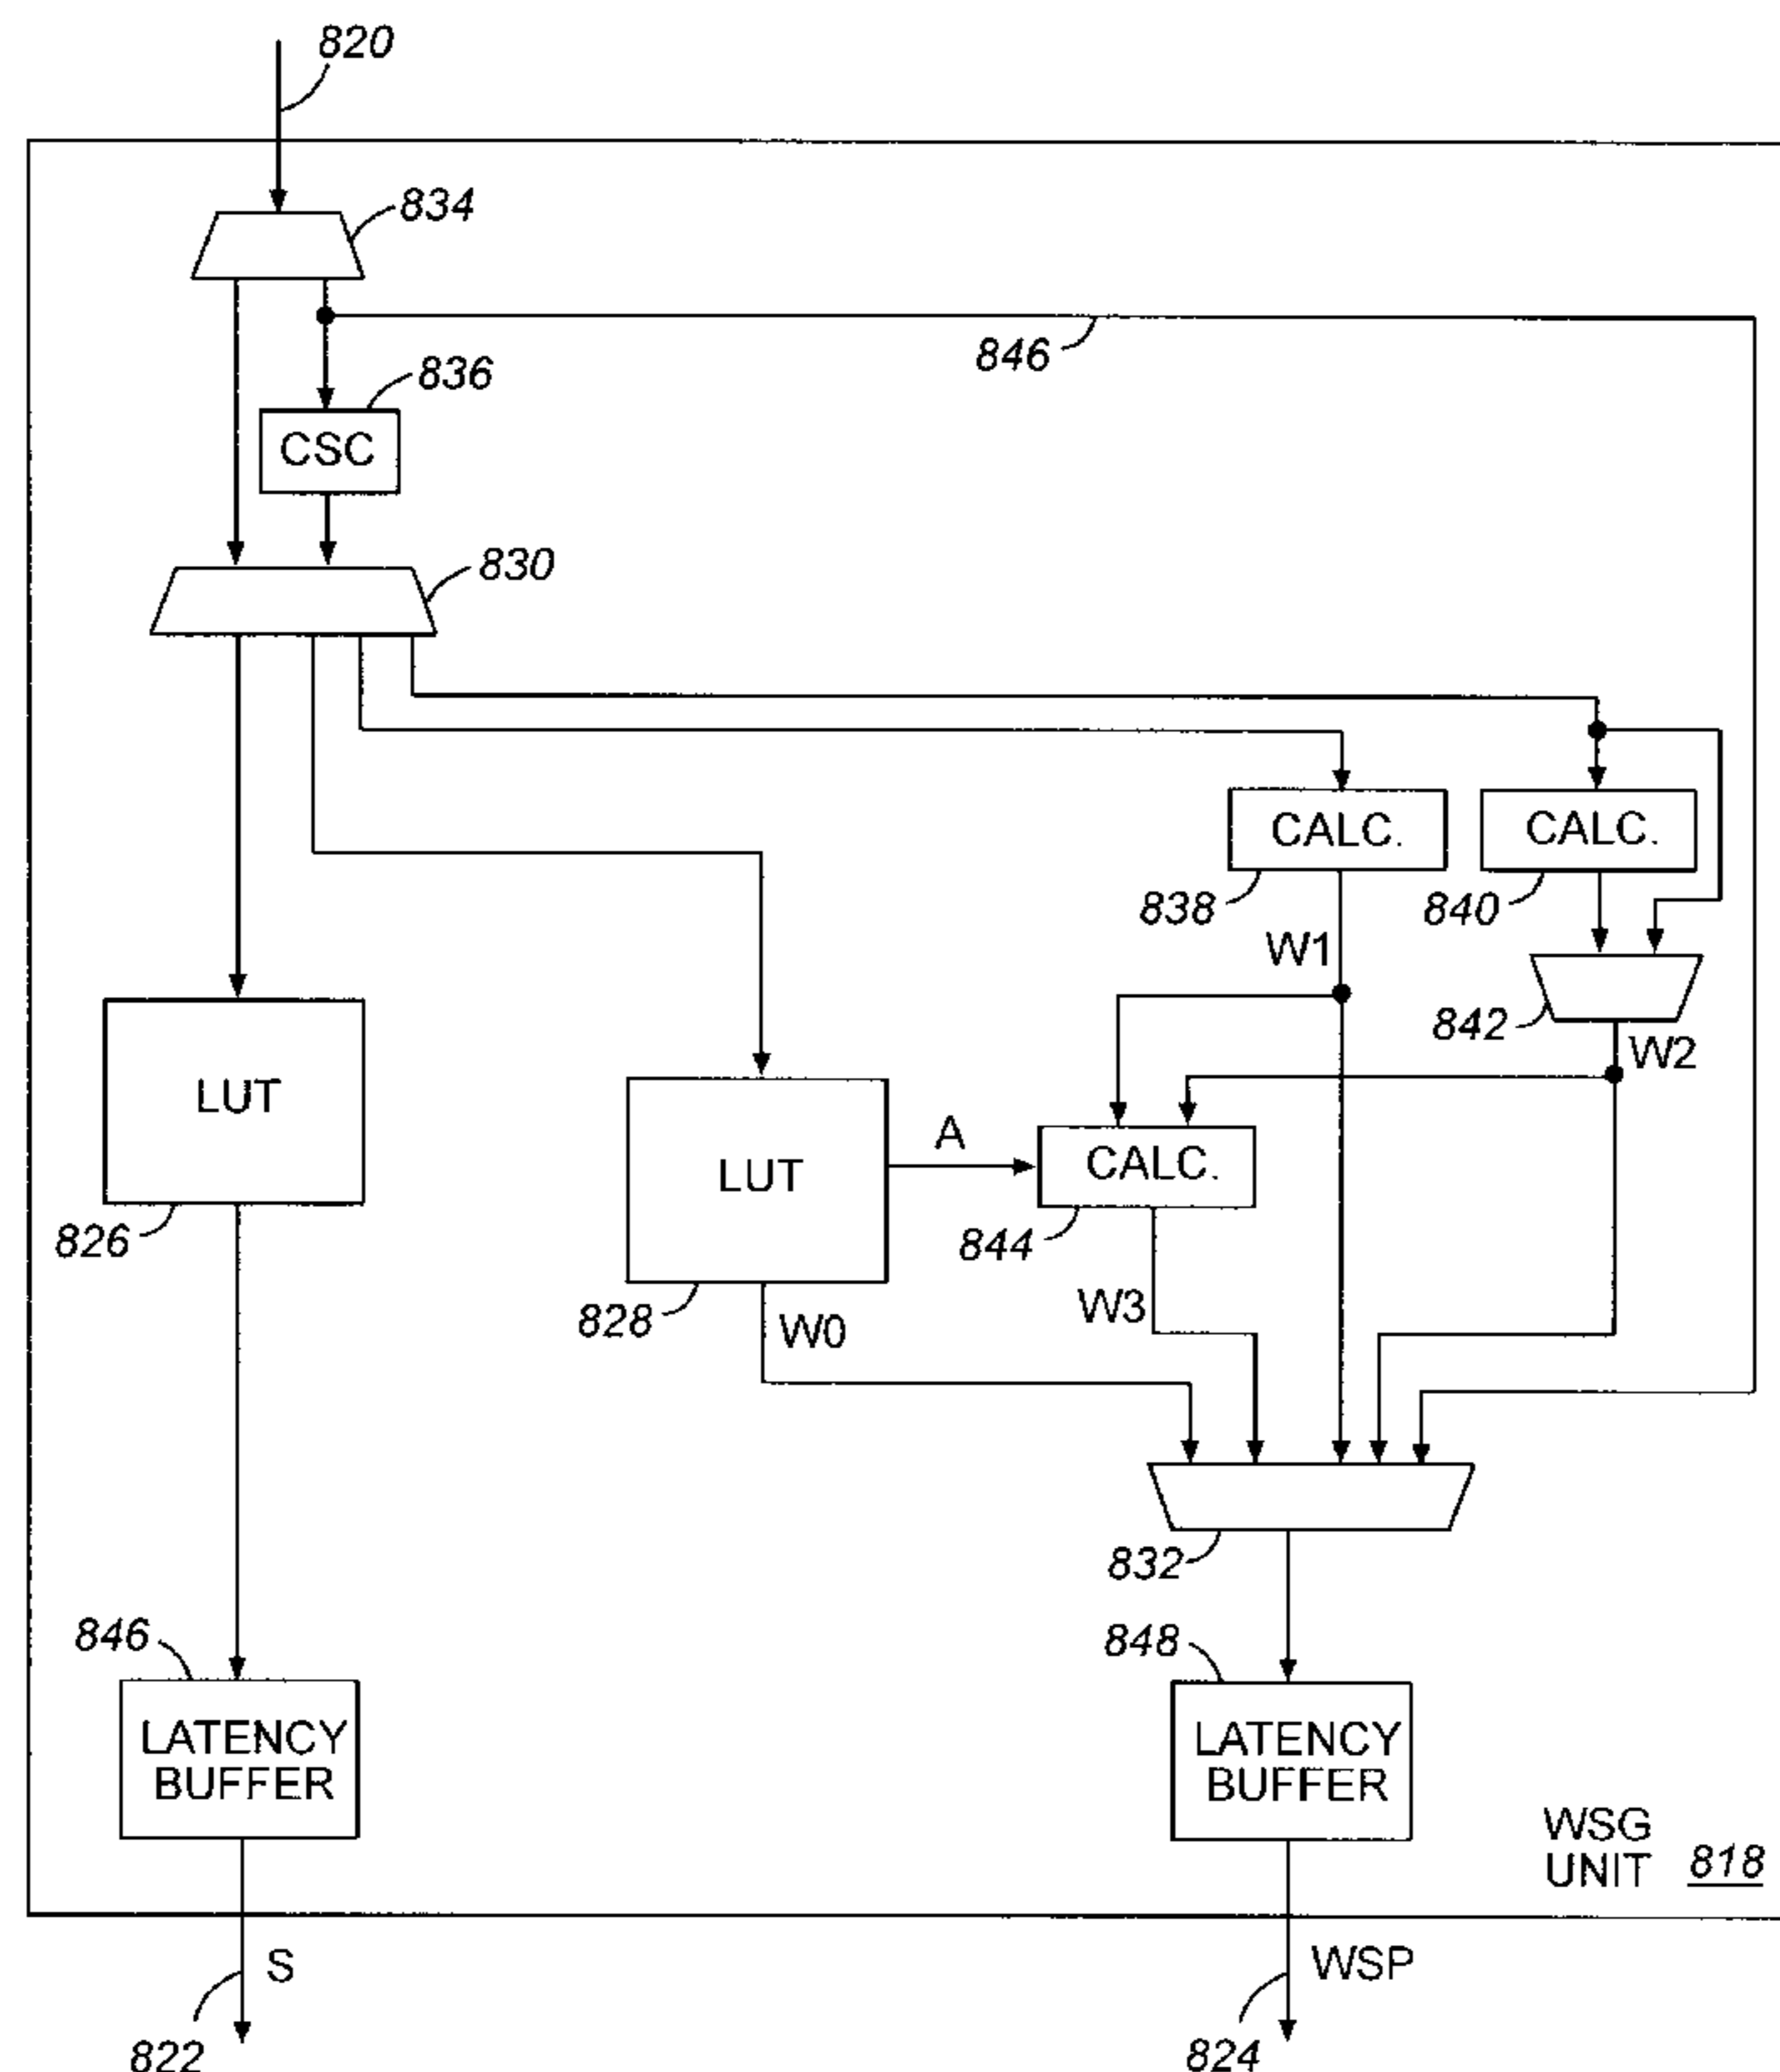 820
834
846
836
CSC
830
CALC.
CALC.
838
840
W1
842
W2
LUT
LUT
A
CALC.
826
844
828
W0
W3
832
846
848
LATENCY
BUFFER
LATENCY
BUFFER
WSG
UNIT 818
S
WSP
822
824